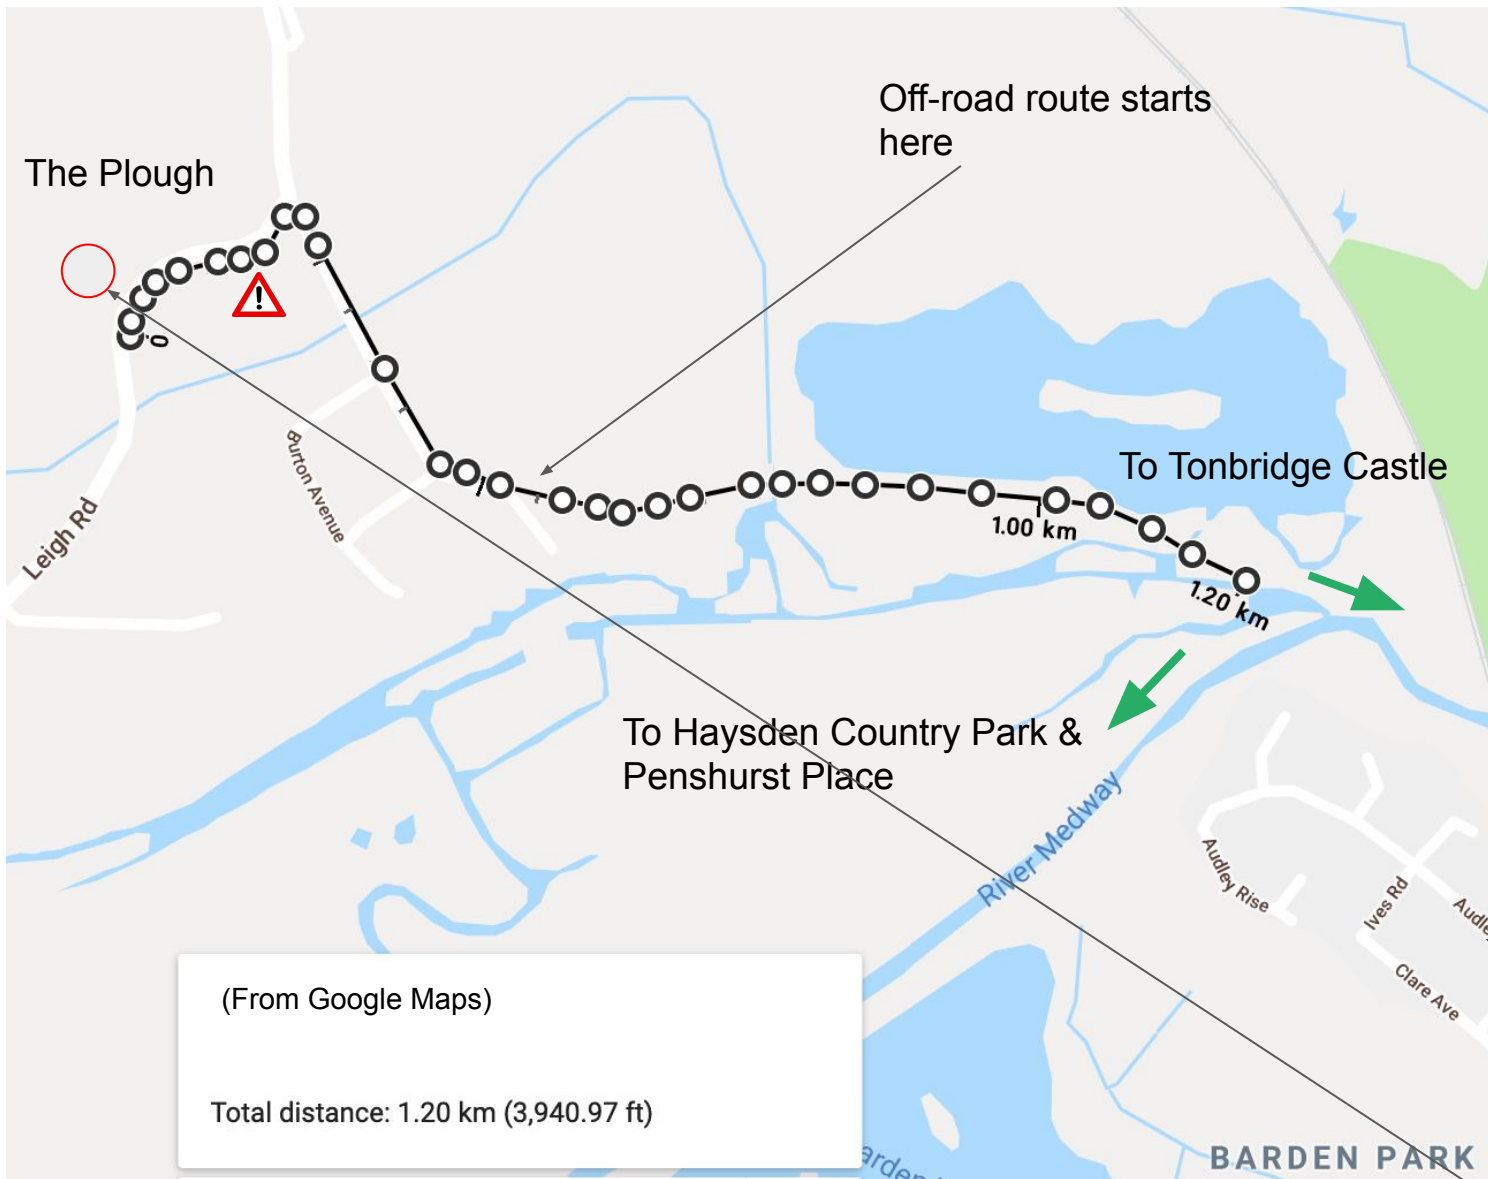 Off-road route starts
here
The Plough
!
0
Burton Avenue
Leigh Rd
To Tonbridge Castle
1.00 km
1.20 km
To Haysden Country Park &
Penshurst Place
River Medway
Audley Rise
Ives Rd
Clare Ave
(From Google Maps)
Total distance: 1.20 km (3,940.97 ft)
BARDEN PARK